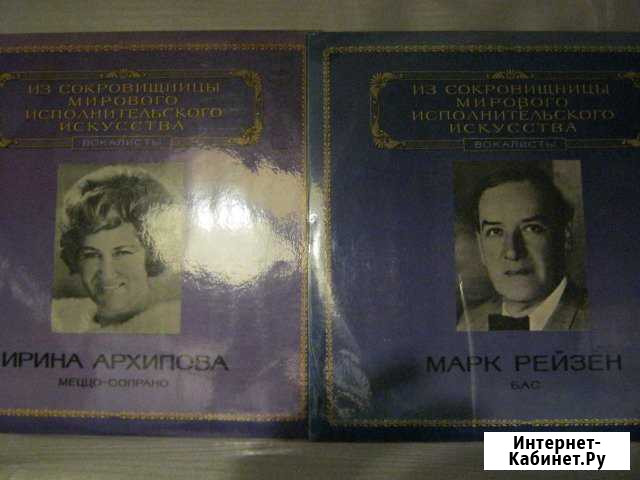 ИЗ СОКРОВИЩНИЦЫ
МИРОВОГО
ИСПОЛНИТЕЛЬСКОГО
ИСКУССТВА
ВОКАЛИСТЫ
ИРИНА АРХИПОВА
МЕЦЦО-СОПРАНО
ИЗ СОКРОВИЩНИЦЫ
МИРОВОГО
ИСПОЛНИТЕЛЬСКОГО
ИСКУССТВА
ВОКАЛИСТЫ
МАРК РЕЙЗЕН
БАС
Интернет-
Кабинет.Ру